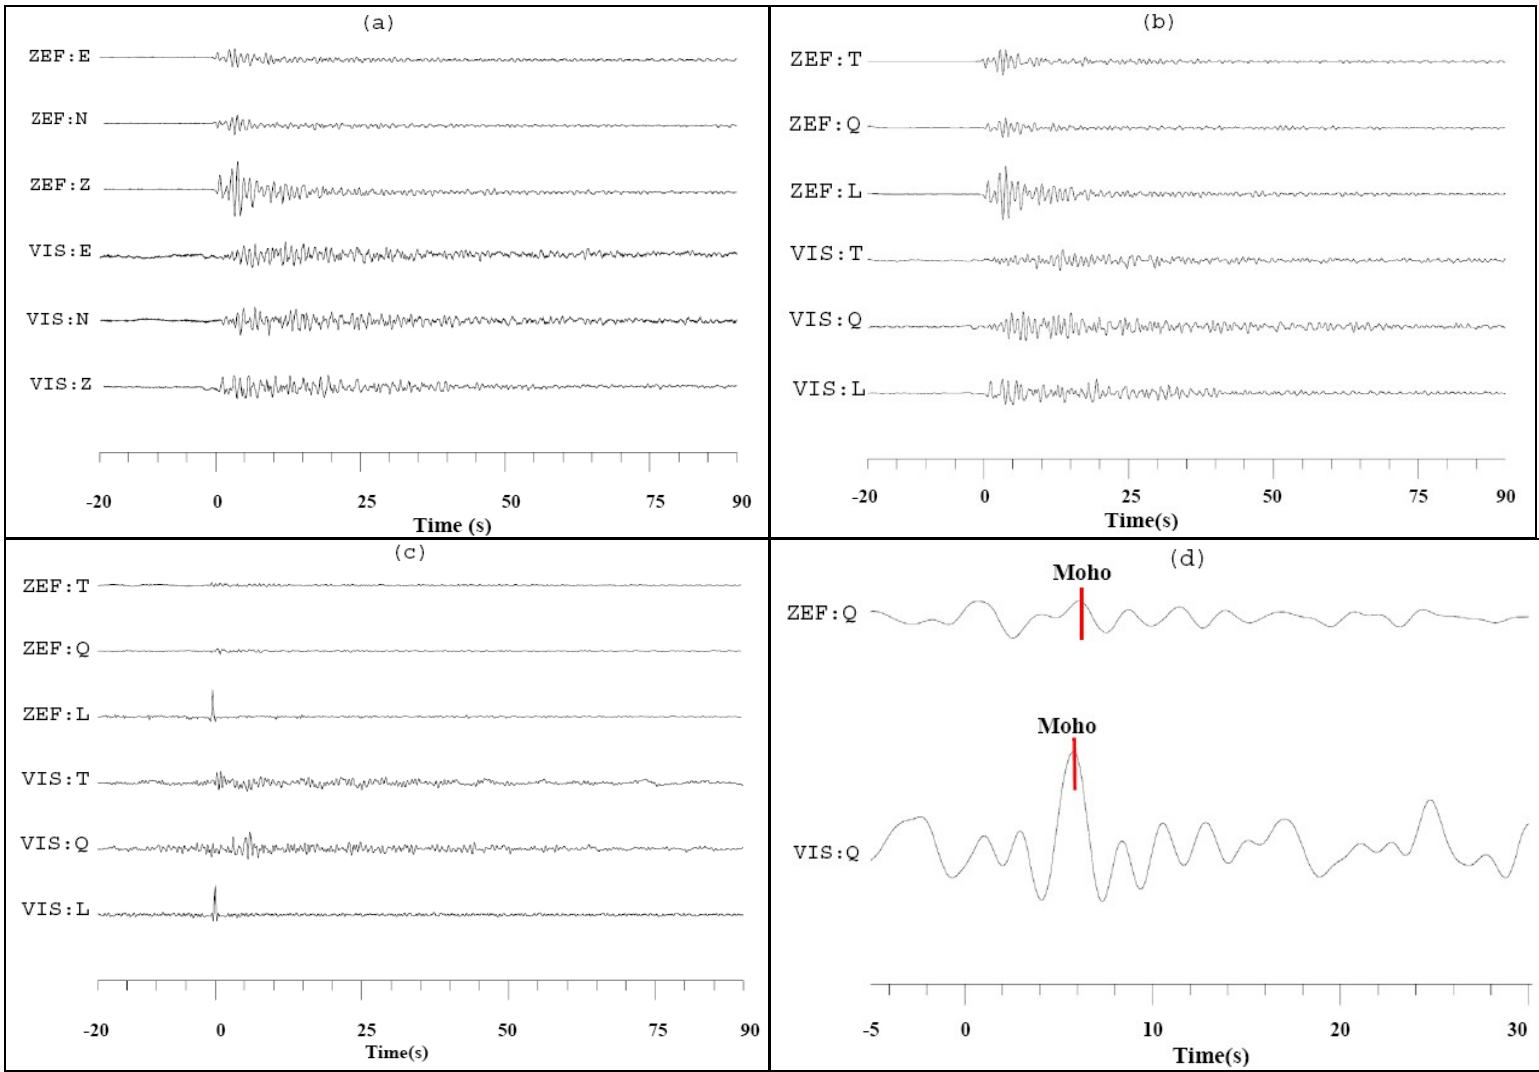 (a)
ZEF:E
ZEF:N
ZEF:Z
VIS:E
VIS:N
VIS:Z
-20 0 25 50 75 90
Time (s)
(b)
ZEF:T
ZEF:Q
ZEF:L
VIS:T
VIS:Q
VIS:L
-20 0 25 50 75 90
Time(s)
(c)
ZEF:T
ZEF:Q
ZEF:L
VIS:T
VIS:Q
VIS:L
-20 0 25 50 75 90
Time(s)
(d)
Moho
ZEF:Q
Moho
VIS:Q
-5 0 10 20 30
Time(s)